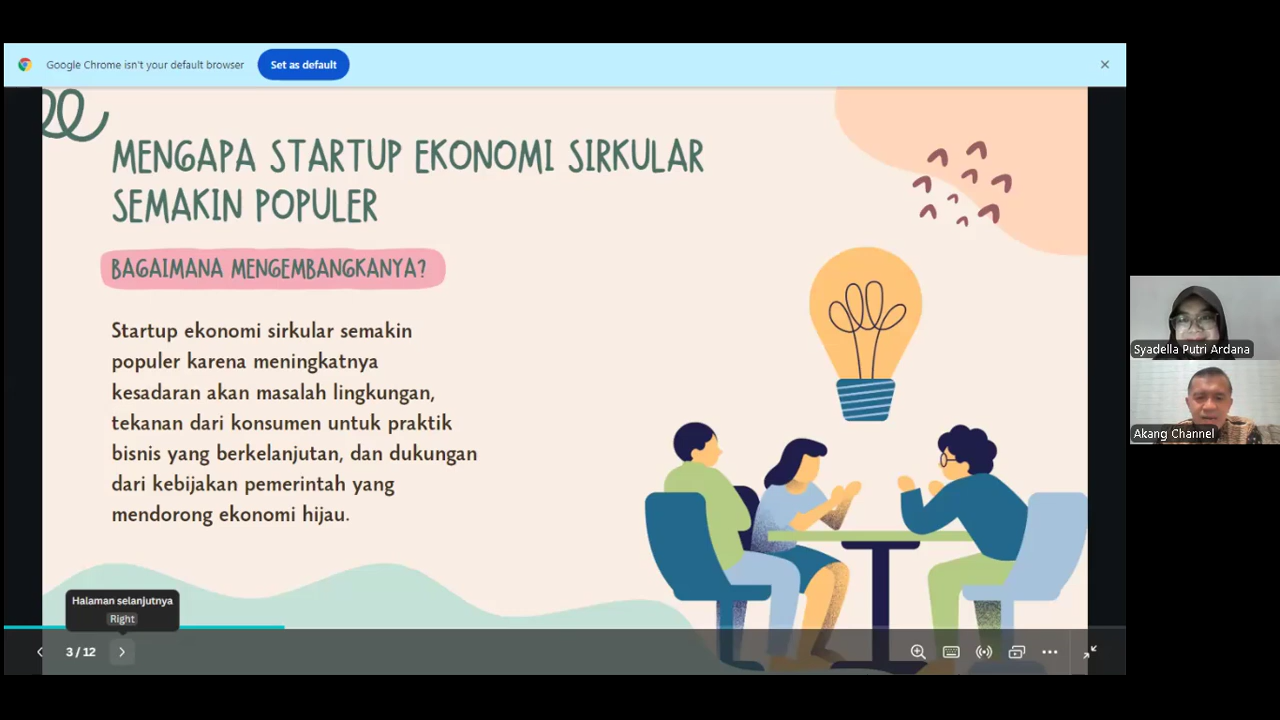 Google Chrome isn't your default browser
Set as default
MENGAPA STARTUP EKONOMI SIRKULAR
SEMAKIN POPULER
BAGAIMANA MENGEMBANGKANYA?
Startup ekonomi sirkular semakin
populer karena meningkatnya
kesadaran akan masalah lingkungan,
tekanan dari konsumen untuk praktik
bisnis yang berkelanjutan, dan dukungan
dari kebijakan pemerintah yang
mendorong ekonomi hijau.
Halaman selanjutnya
Right
3 / 12
Syadella Putri Ardana
Akang Channel